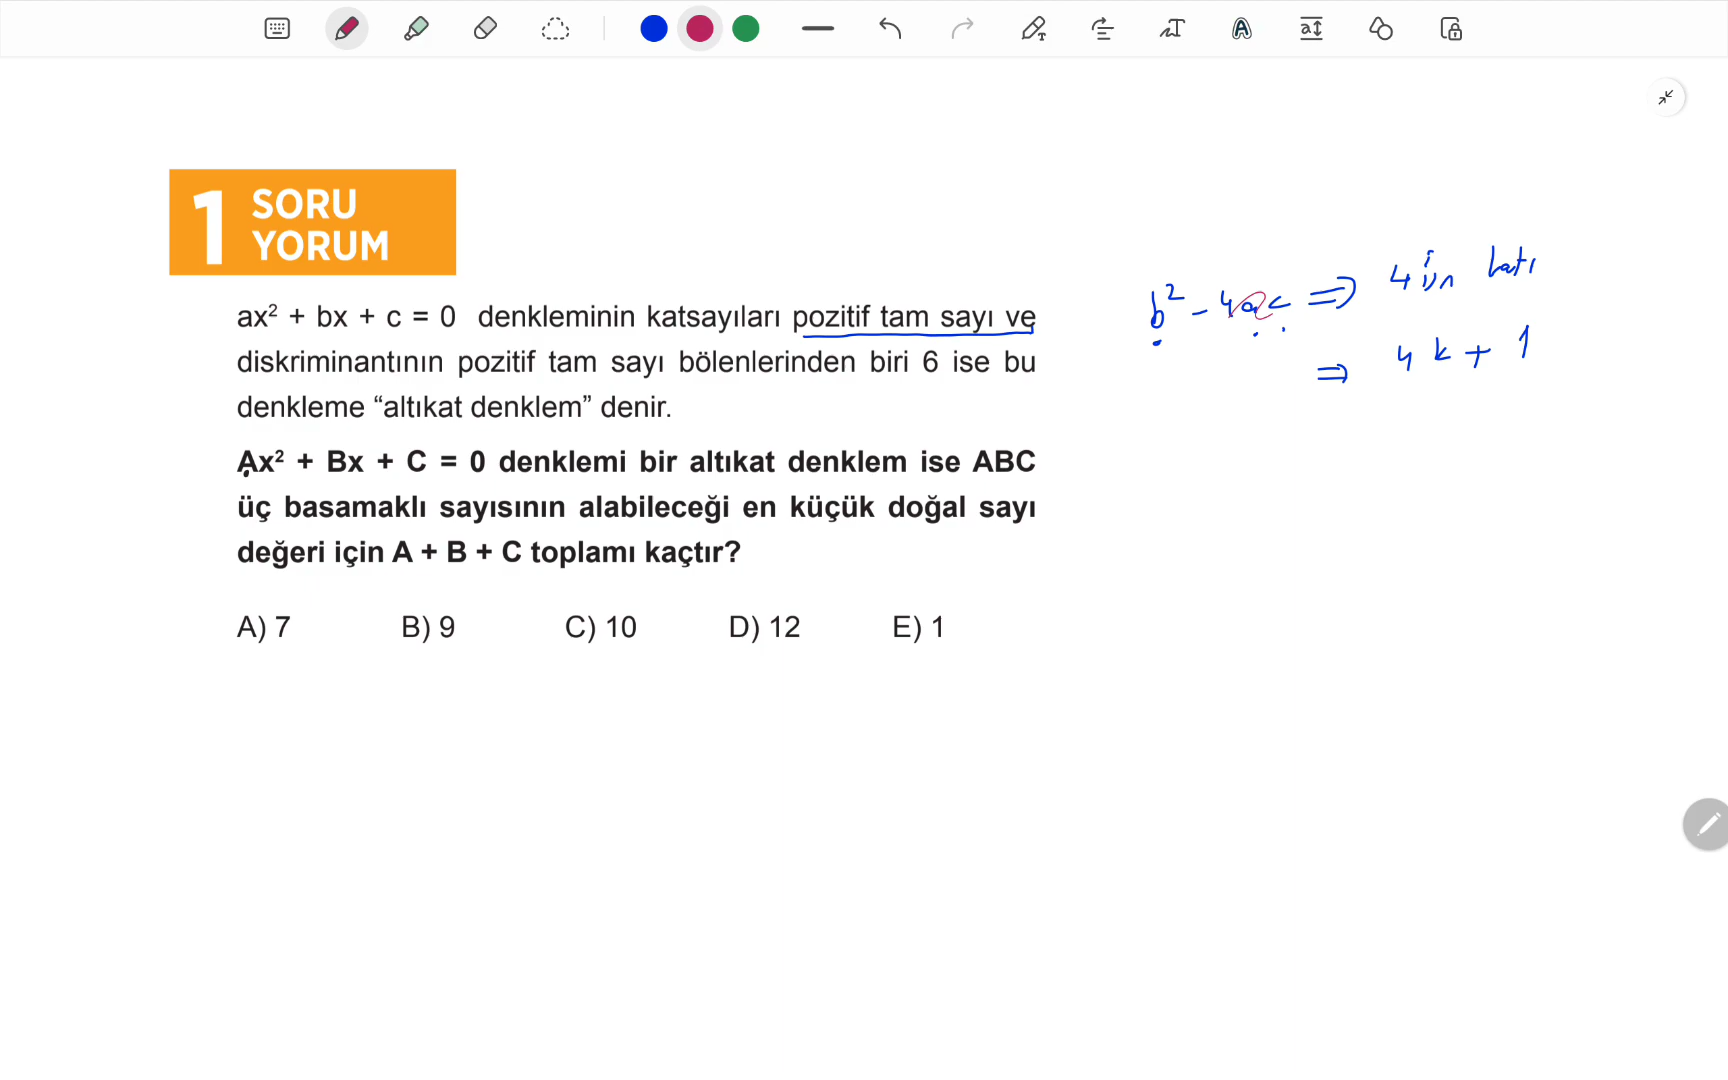 1 SORU
YORUM
ax² + bx + c = 0 denkleminin katsayıları pozitif tam sayı ve
diskriminantının pozitif tam sayı bölenlerinden biri 6 ise bu
denkleme “altıkat denklem” denir.
Ax² + Bx + C = 0 denklemi bir altıkat denklem ise ABC
üç basamaklı sayısının alabileceği en küçük doğal sayı
değeri için A + B + C toplamı kaçtır?
A) 7 B) 9 C) 10 D) 12 E) 1
b² - 4ac ⇒ 4 ün katı
⇒ 4k + 1